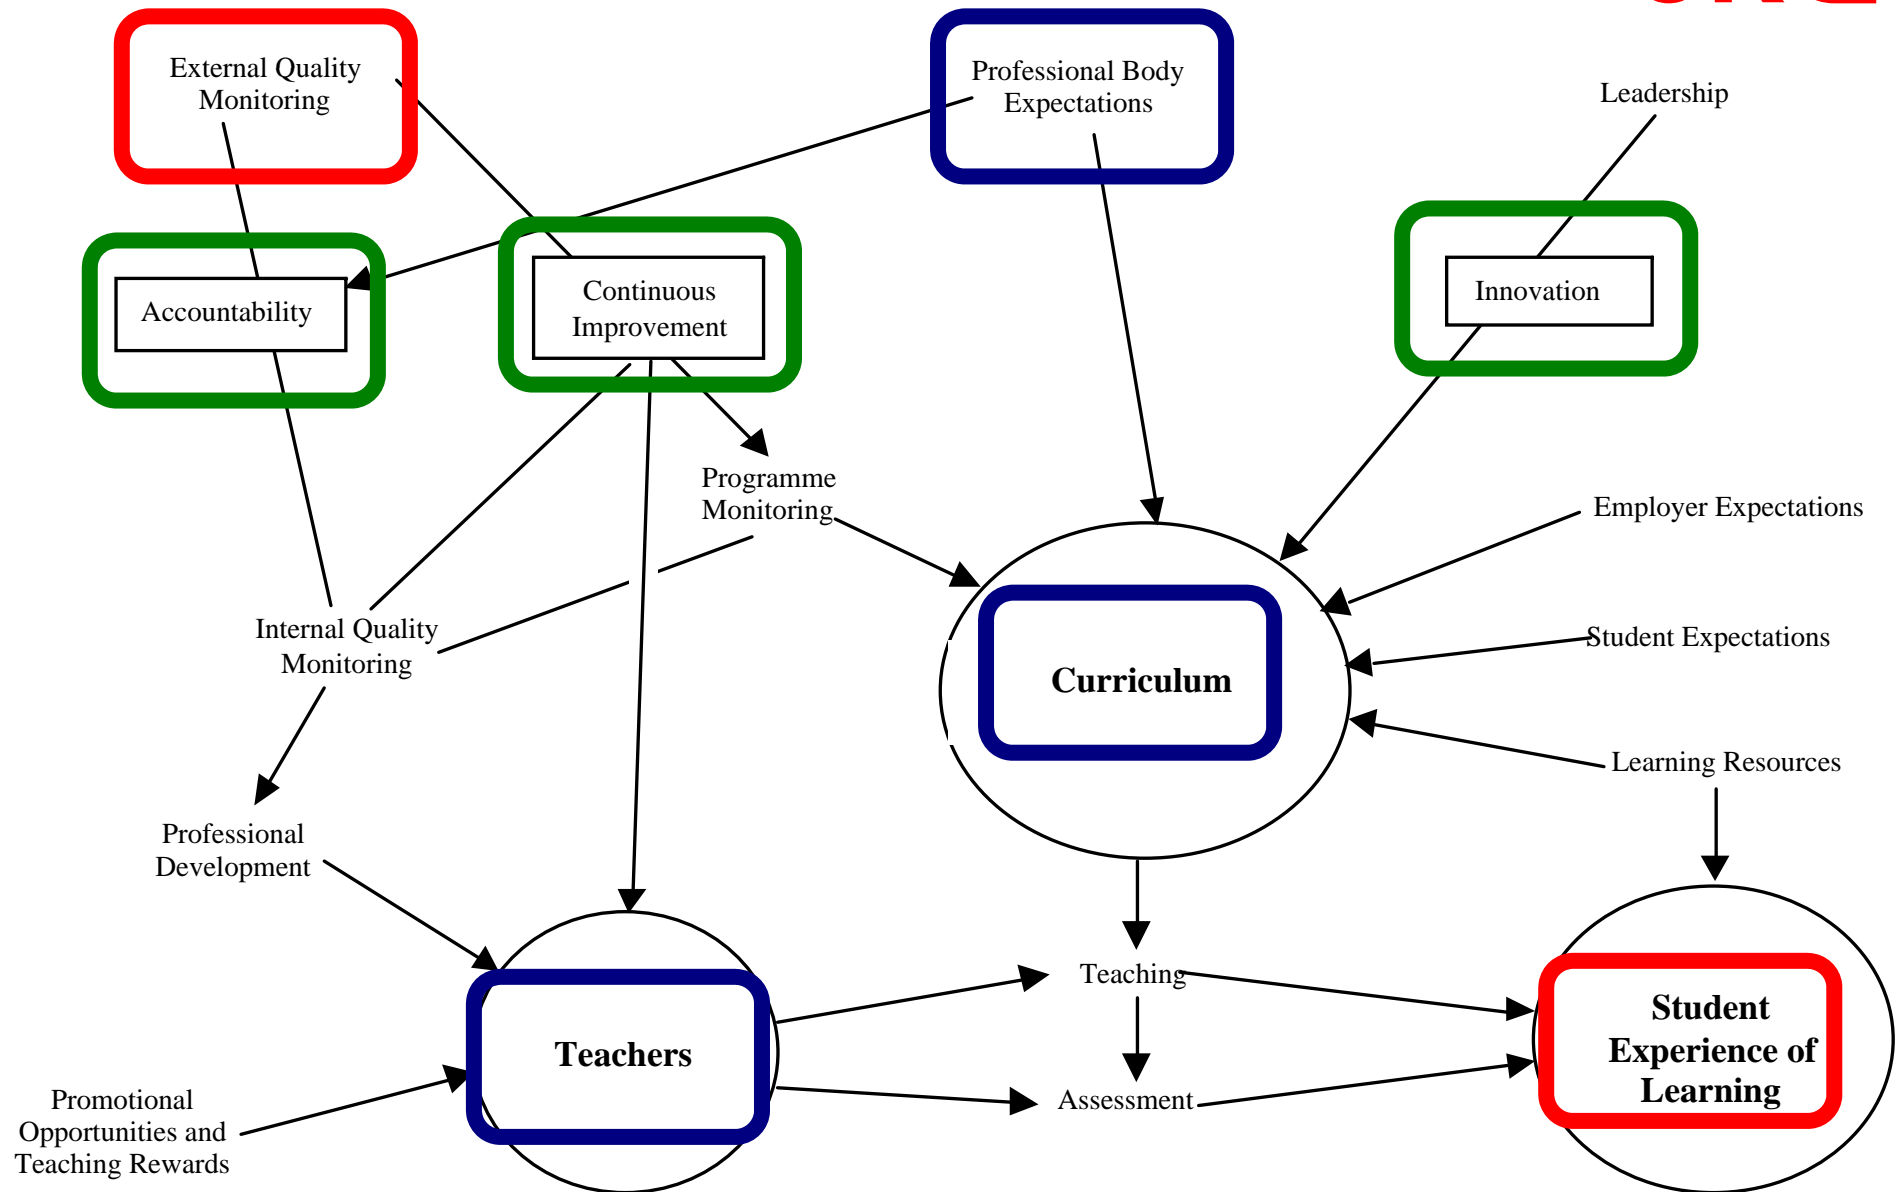 External Quality
Monitoring
Professional Body
Expectations
Leadership
Accountability
Continuous
Improvement
Innovation
Programme
Monitoring
Employer Expectations
Internal Quality
Monitoring
Student Expectations
Curriculum
Learning Resources
Professional
Development
Teaching
Teachers
Student
Experience of
Learning
Assessment
Promotional
Opportunities and
Teaching Rewards